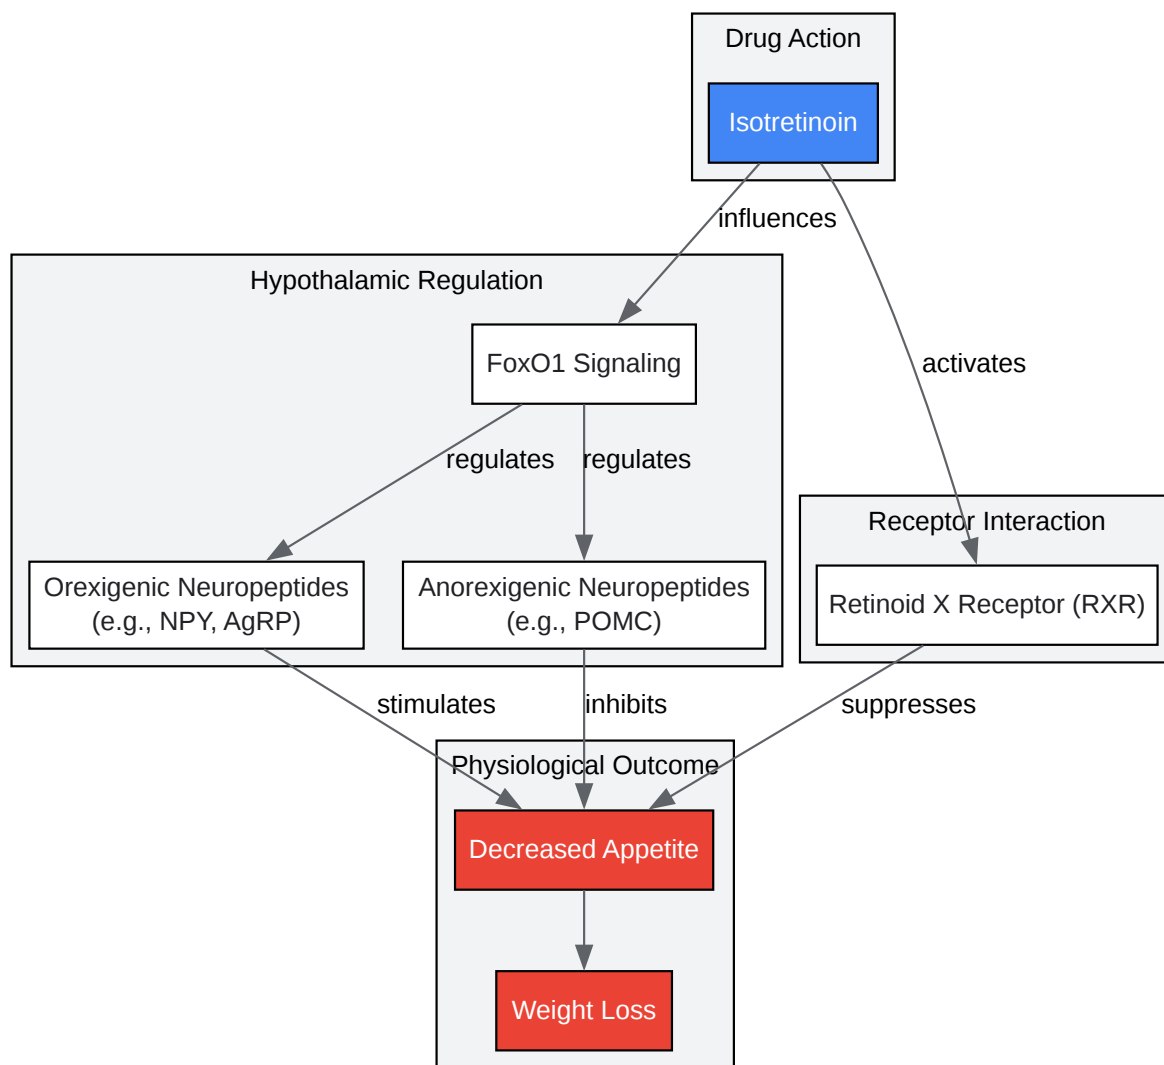 Drug Action
Isotretinoin
influences
Hypothalamic Regulation
FoxO1 Signaling
activates
regulates
regulates
Receptor Interaction
Orexigenic Neuropeptides
(e.g., NPY, AgRP)
Anorexigenic Neuropeptides
(e.g., POMC)
Retinoid X Receptor (RXR)
stimulates
inhibits
suppresses
Physiological Outcome
Decreased Appetite
Weight Loss